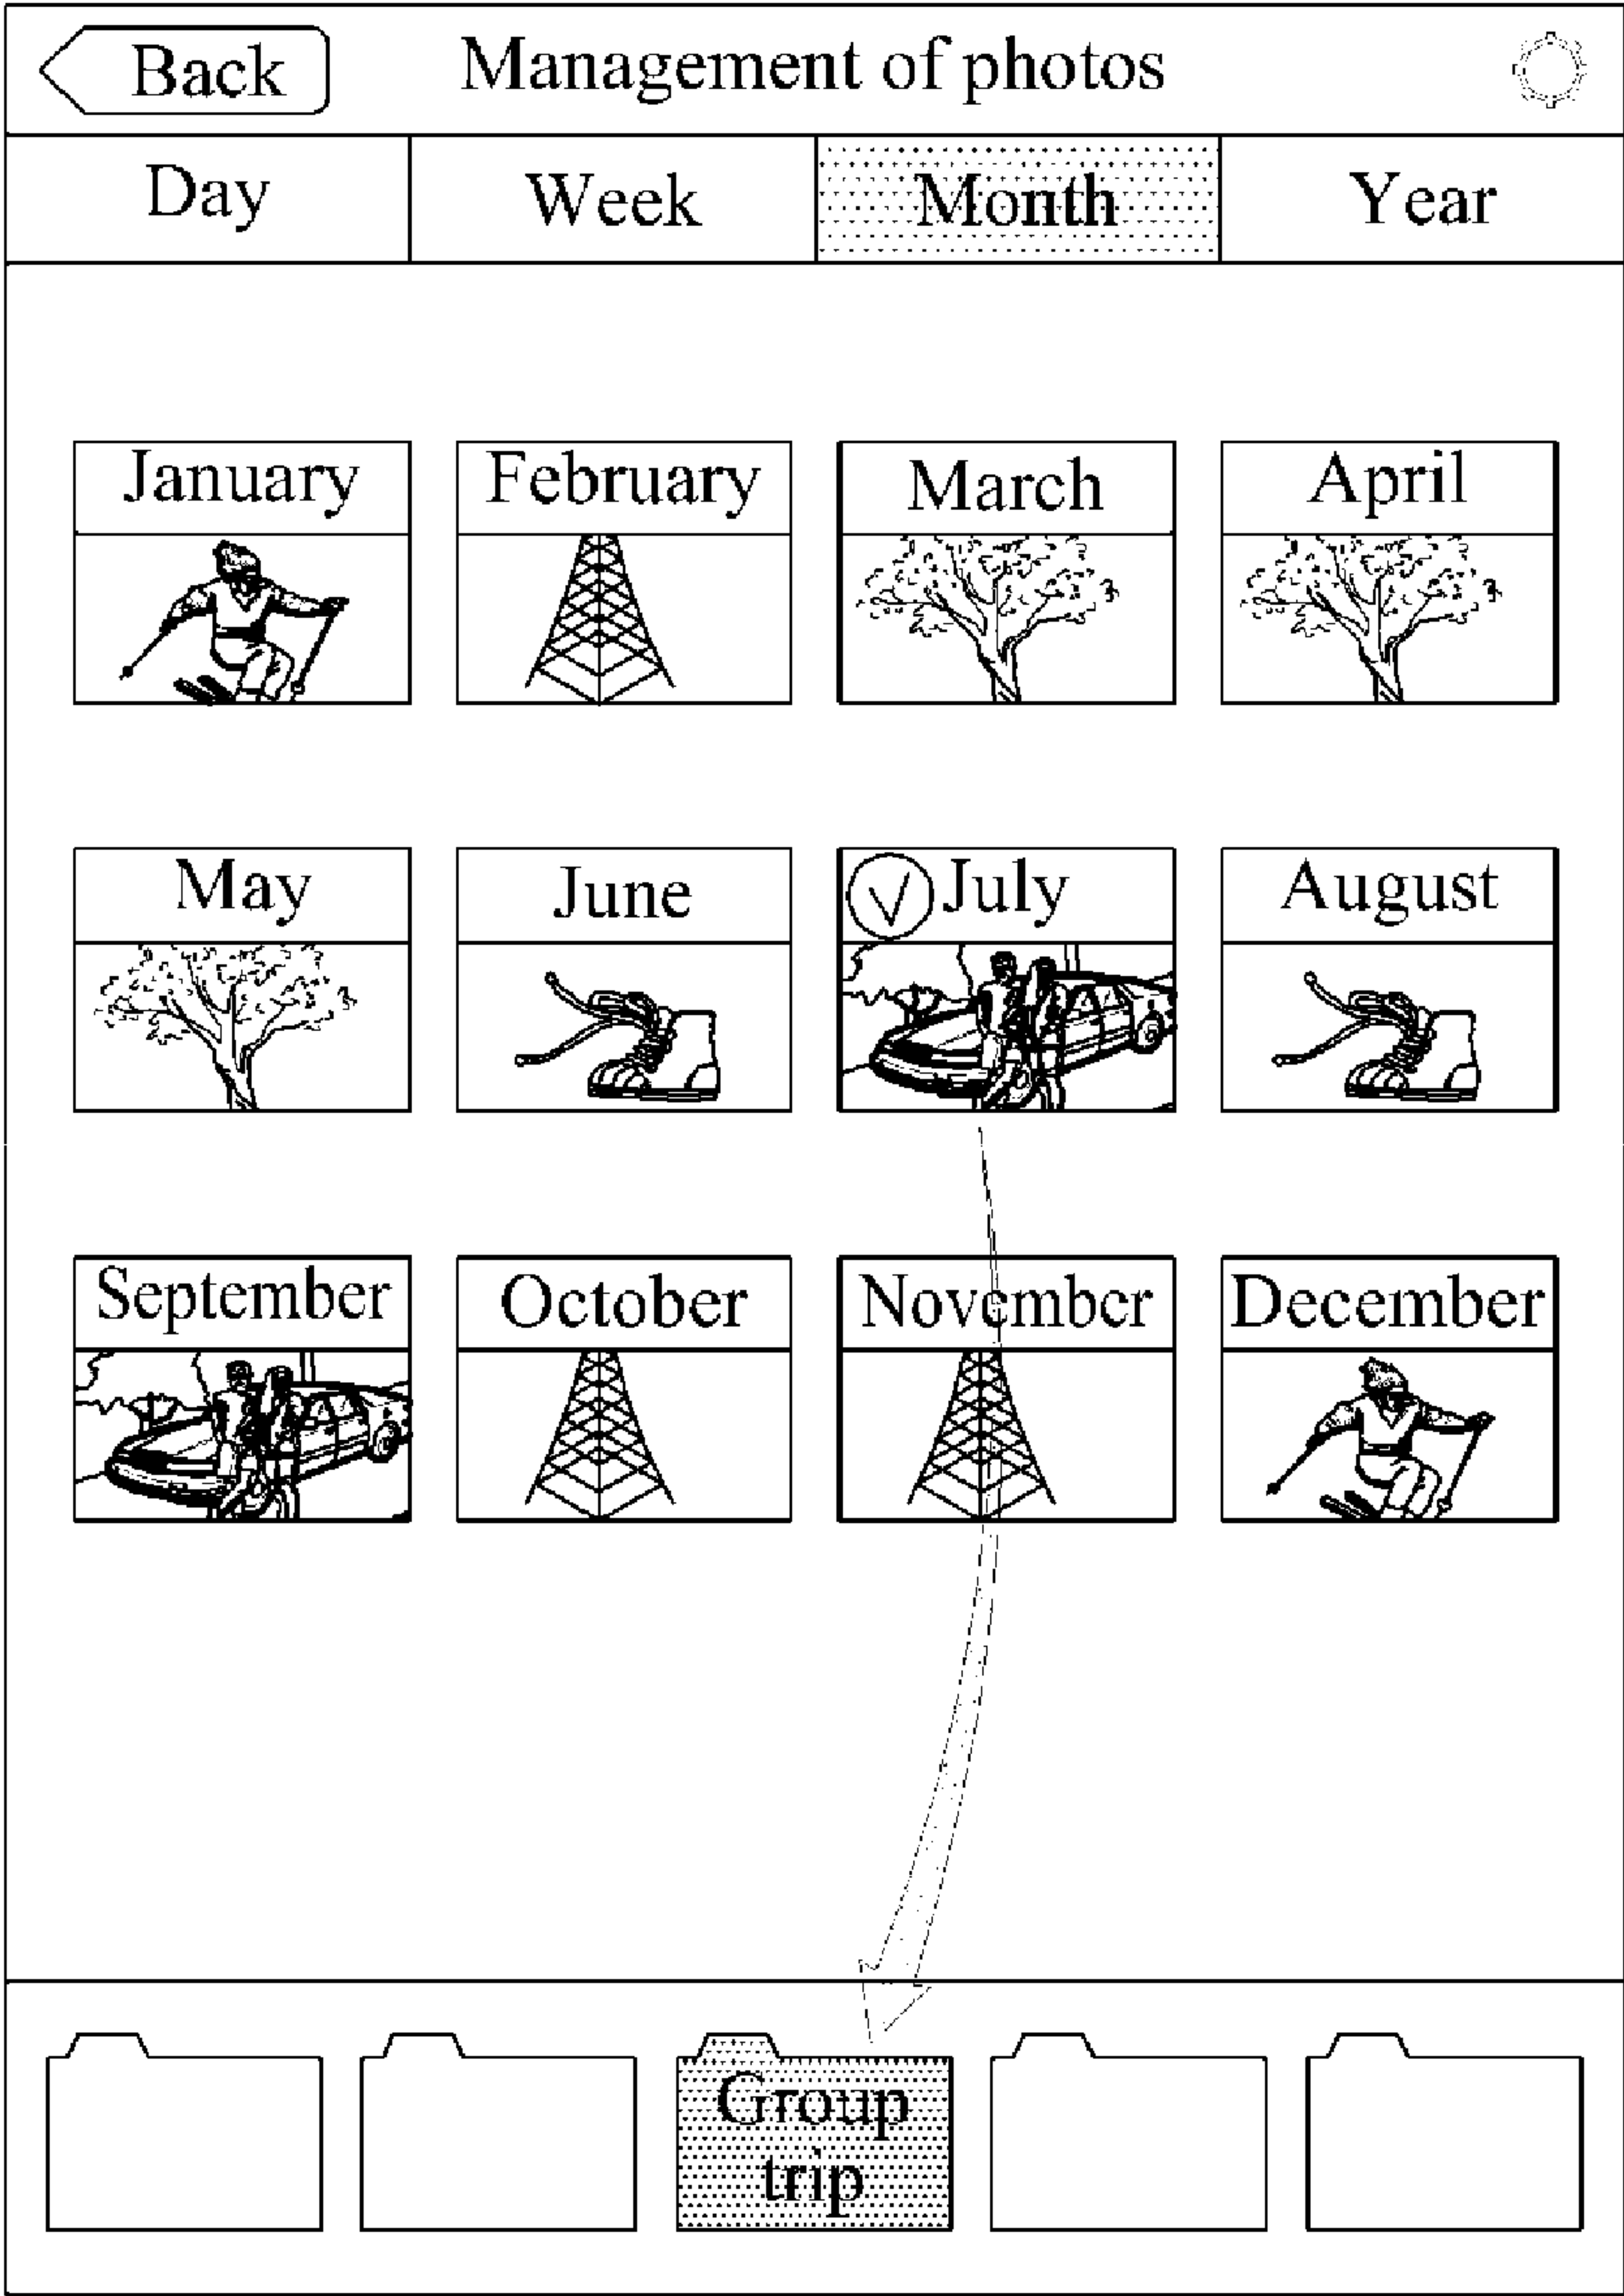 Back
Management of photos
Day
Week
Month
Year
January
February
March
April
May
June
July
August
September
October
November
December
Group
trip